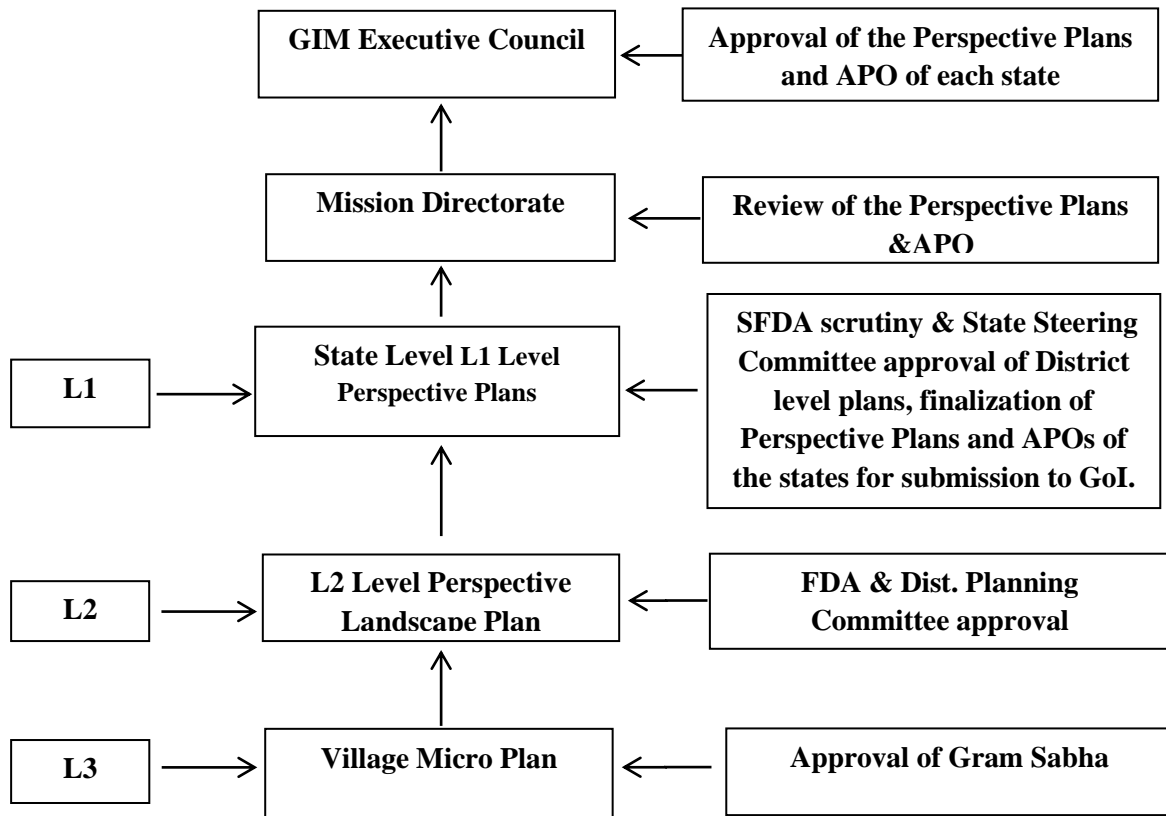 GIM Executive Council
Approval of the Perspective Plans
and APO of each state
Mission Directorate
Review of the Perspective Plans
&APO
L1
State Level L1 Level
Perspective Plans
SFDA scrutiny & State Steering
Committee approval of District
level plans, finalization of
Perspective Plans and APOs of
the states for submission to GoI.
L2
L2 Level Perspective
Landscape Plan
FDA & Dist. Planning
Committee approval
L3
Village Micro Plan
Approval of Gram Sabha